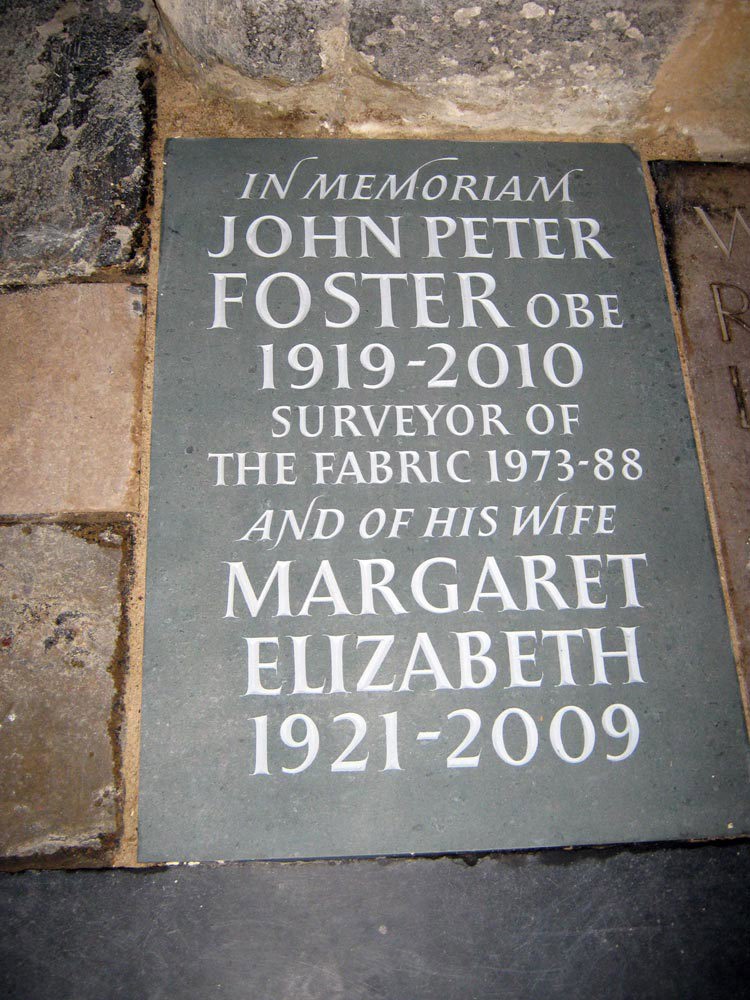 IN MEMORIAM
JOHN PETER
FOSTER OBE
1919-2010
SURVEYOR OF
THE FABRIC 1973-88
AND OF HIS WIFE
MARGARET
ELIZABETH
1921-2009